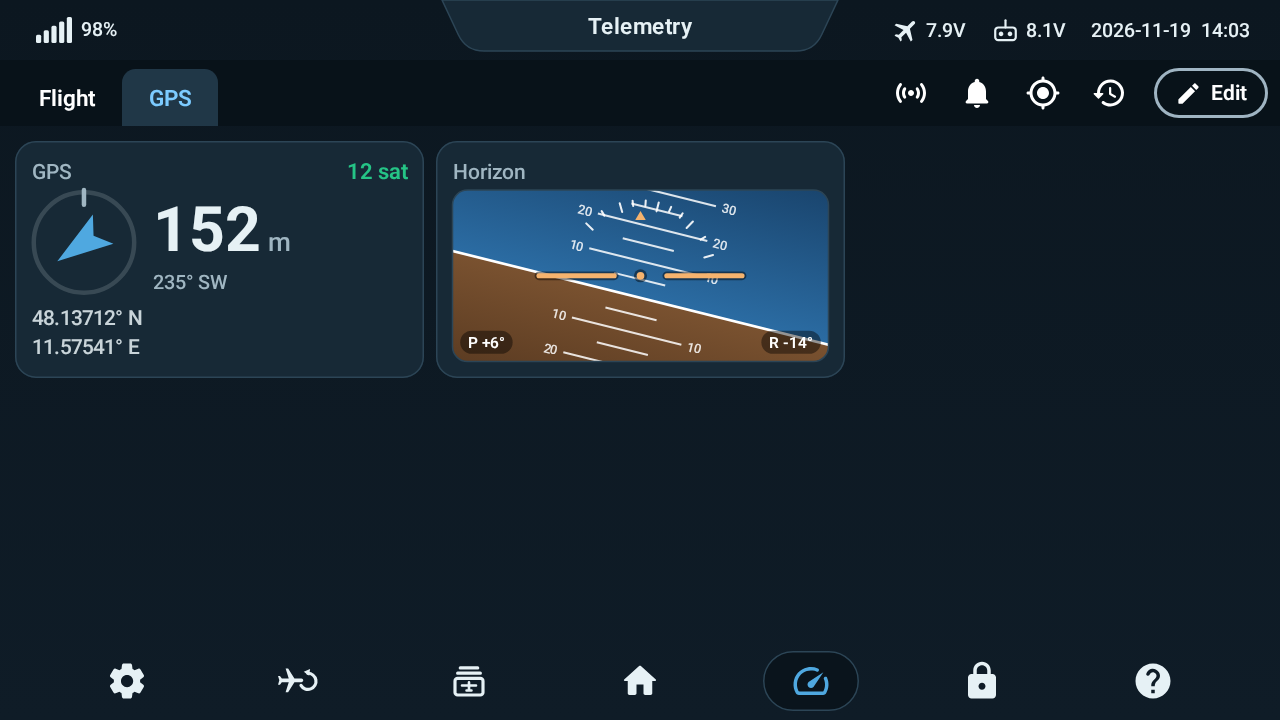 98%
Telemetry
7.9V
8.1V
2026-11-19 14:03
Flight
GPS
Edit
GPS
12 sat
152 m
235° SW
48.13712° N
11.57541° E
Horizon
30
20
20
10
10
10
10
20
P +6°
R -14°